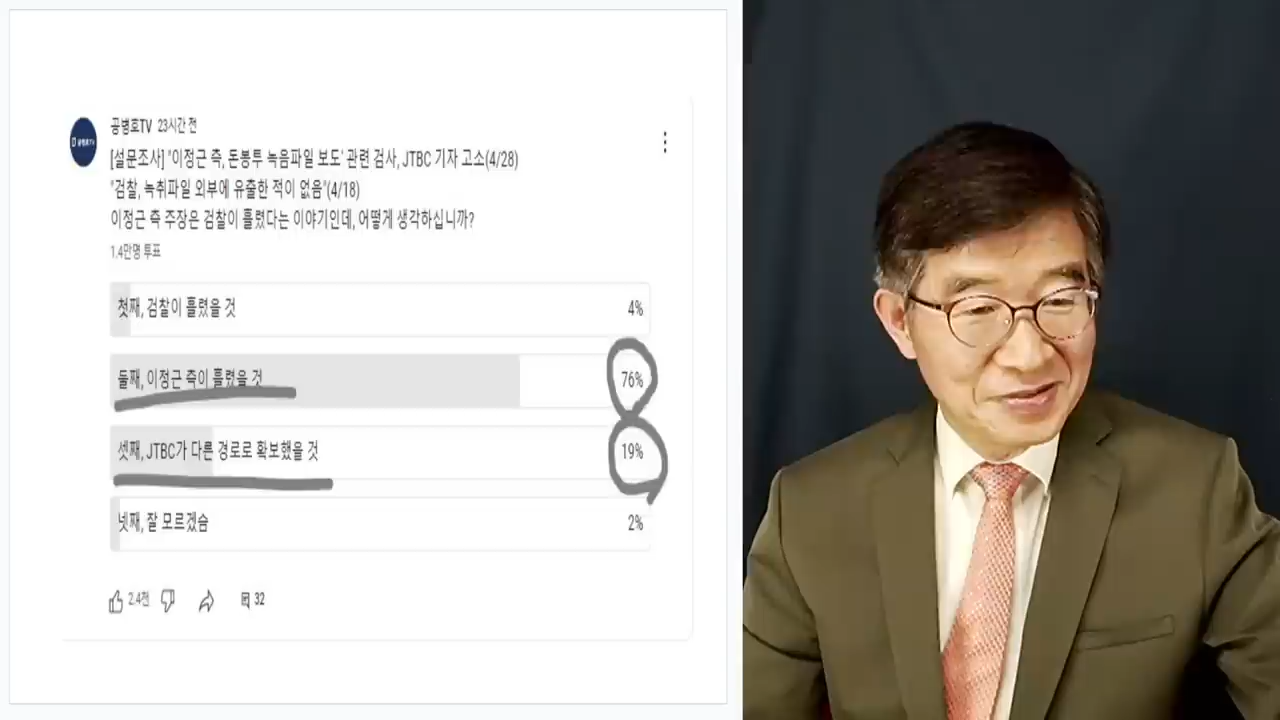 공병호TV 23시간 전
[설문조사] "이정근 측, 돈봉투 녹음파일 보도' 관련 검사, JTBC 기자 고소(4/28)
"검찰, 녹취파일 외부에 유출한 적이 없음"(4/18)
이정근 측 주장은 검찰이 흘렸다는 이야기인데, 어떻게 생각하십니까?
1.4만명 투표
첫째, 검찰이 흘렸을 것 4%
둘째, 이정근 측이 흘렸을 것 76%
셋째, JTBC가 다른 경로로 확보했을 것 19%
넷째, 잘 모르겠슴 2%
2.4천 32